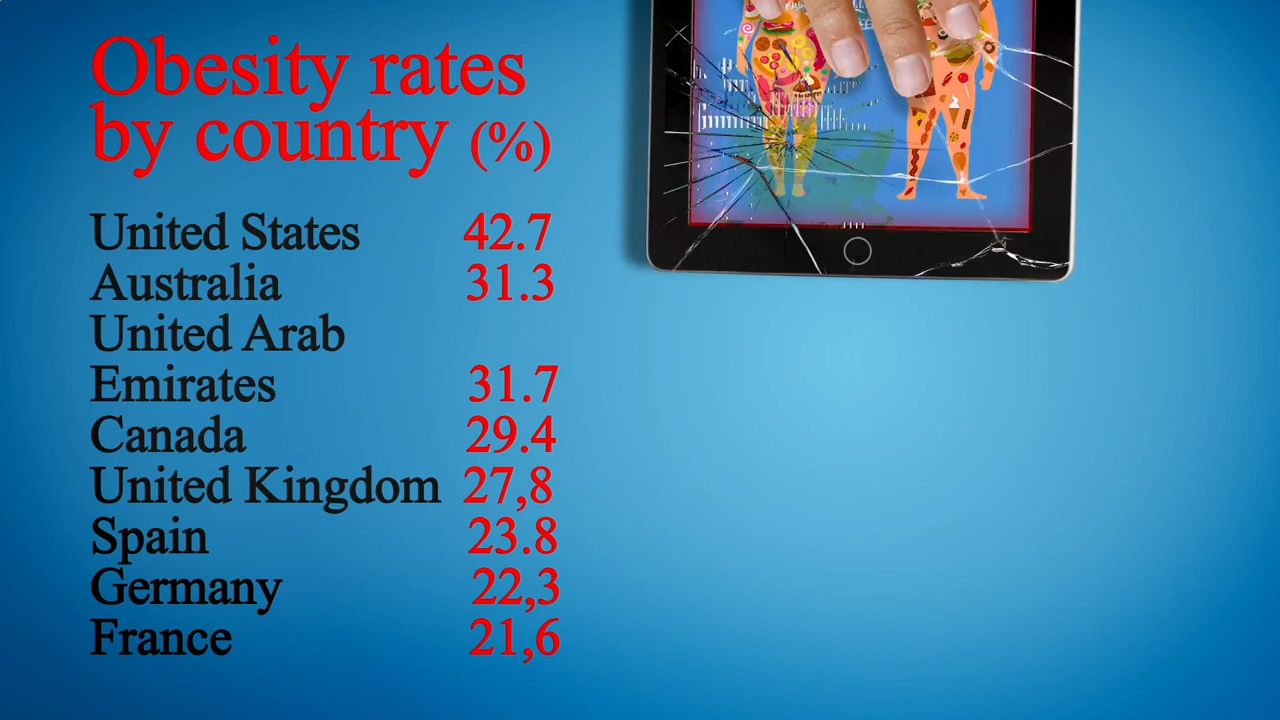 Obesity rates
by country (%)
United States 42.7
Australia 31.3
United Arab
Emirates 31.7
Canada 29.4
United Kingdom 27,8
Spain 23.8
Germany 22,3
France 21,6